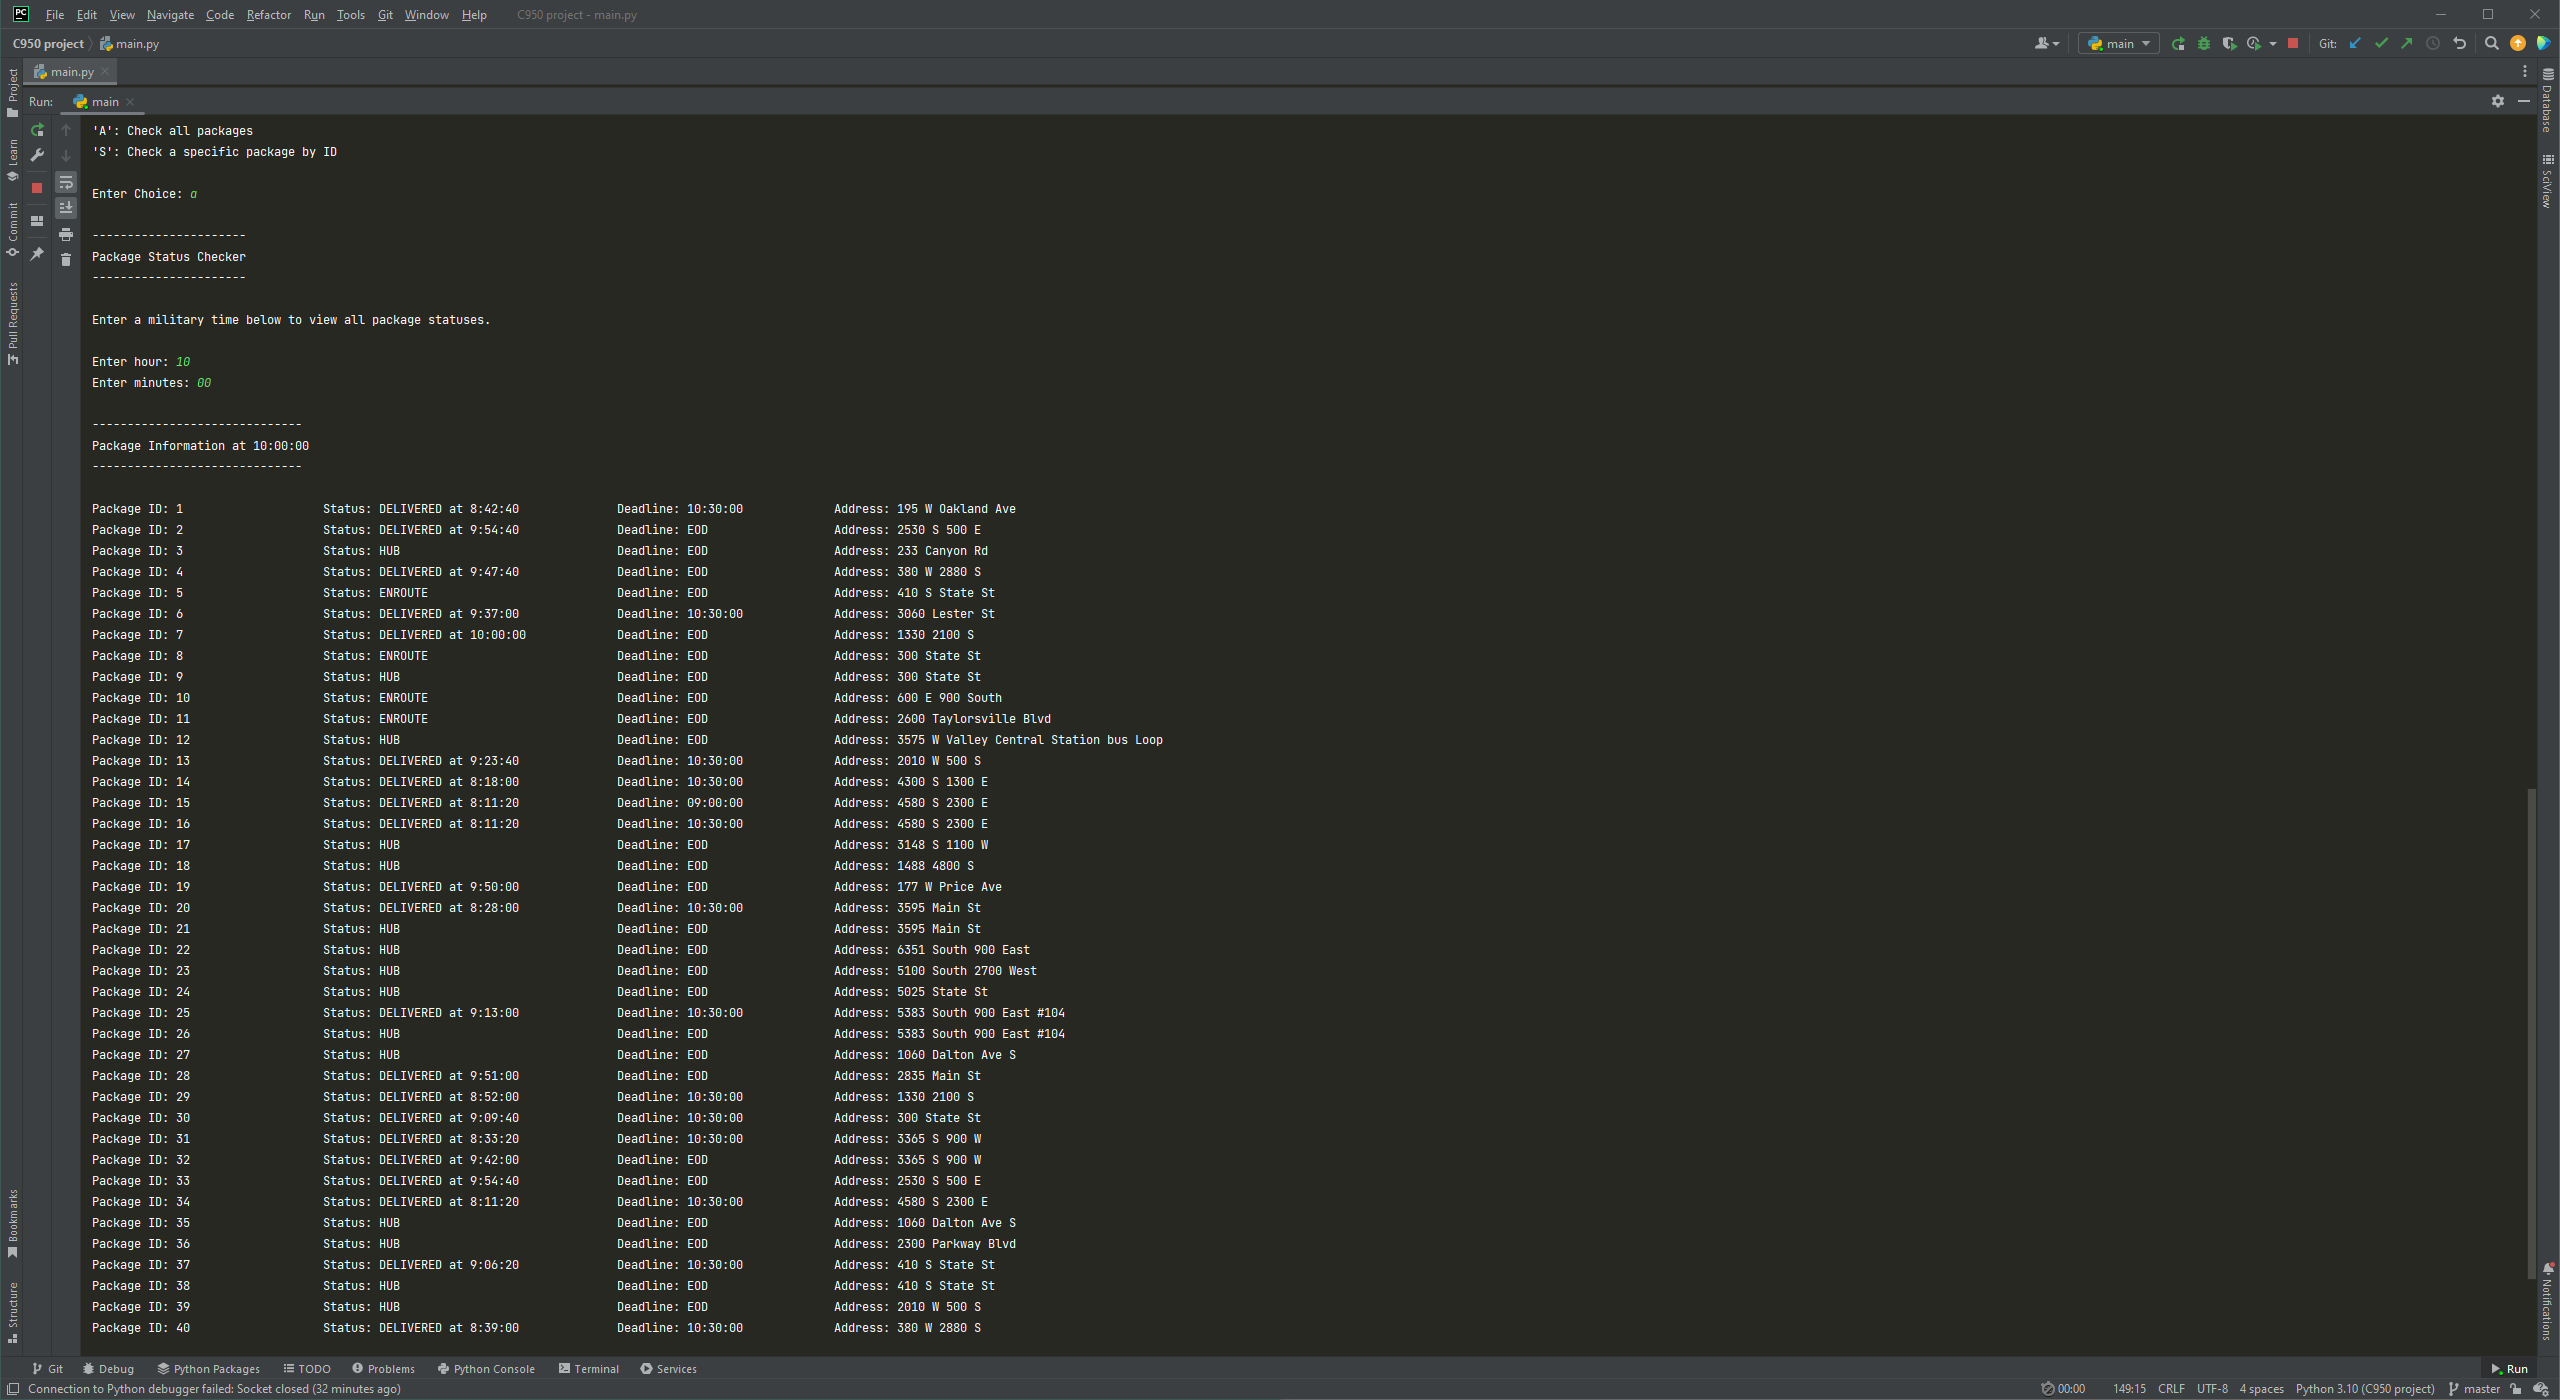 PC File Edit View Navigate Code Refactor Run Tools Git Window Help C950 project - main.py
C950 project main.py main Git:
main.py
Run: main
Project
Learn
Commit
Pull Requests
Bookmarks
Structure
Database
SciView
Notifications
'A': Check all packages
'S': Check a specific package by ID
Enter Choice: a
----------------------
Package Status Checker
----------------------
Enter a military time below to view all package statuses.
Enter hour: 10
Enter minutes: 00
------------------------------
Package Information at 10:00:00
------------------------------
Package ID: 1 Status: DELIVERED at 8:42:40 Deadline: 10:30:00 Address: 195 W Oakland Ave
Package ID: 2 Status: DELIVERED at 9:54:40 Deadline: EOD Address: 2530 S 500 E
Package ID: 3 Status: HUB Deadline: EOD Address: 233 Canyon Rd
Package ID: 4 Status: DELIVERED at 9:47:40 Deadline: EOD Address: 380 W 2880 S
Package ID: 5 Status: ENROUTE Deadline: EOD Address: 410 S State St
Package ID: 6 Status: DELIVERED at 9:37:00 Deadline: 10:30:00 Address: 3060 Lester St
Package ID: 7 Status: DELIVERED at 10:00:00 Deadline: EOD Address: 1330 2100 S
Package ID: 8 Status: ENROUTE Deadline: EOD Address: 300 State St
Package ID: 9 Status: HUB Deadline: EOD Address: 300 State St
Package ID: 10 Status: ENROUTE Deadline: EOD Address: 600 E 900 South
Package ID: 11 Status: ENROUTE Deadline: EOD Address: 2600 Taylorsville Blvd
Package ID: 12 Status: HUB Deadline: EOD Address: 3575 W Valley Central Station bus Loop
Package ID: 13 Status: DELIVERED at 9:23:40 Deadline: 10:30:00 Address: 2010 W 500 S
Package ID: 14 Status: DELIVERED at 8:18:00 Deadline: 10:30:00 Address: 4300 S 1300 E
Package ID: 15 Status: DELIVERED at 8:11:20 Deadline: 09:00:00 Address: 4580 S 2300 E
Package ID: 16 Status: DELIVERED at 8:11:20 Deadline: 10:30:00 Address: 4580 S 2300 E
Package ID: 17 Status: HUB Deadline: EOD Address: 3148 S 1100 W
Package ID: 18 Status: HUB Deadline: EOD Address: 1488 4800 S
Package ID: 19 Status: DELIVERED at 9:50:00 Deadline: EOD Address: 177 W Price Ave
Package ID: 20 Status: DELIVERED at 8:28:00 Deadline: 10:30:00 Address: 3595 Main St
Package ID: 21 Status: HUB Deadline: EOD Address: 3595 Main St
Package ID: 22 Status: HUB Deadline: EOD Address: 6351 South 900 East
Package ID: 23 Status: HUB Deadline: EOD Address: 5100 South 2700 West
Package ID: 24 Status: HUB Deadline: EOD Address: 5025 State St
Package ID: 25 Status: DELIVERED at 9:13:00 Deadline: 10:30:00 Address: 5383 South 900 East #104
Package ID: 26 Status: HUB Deadline: EOD Address: 5383 South 900 East #104
Package ID: 27 Status: HUB Deadline: EOD Address: 1060 Dalton Ave S
Package ID: 28 Status: DELIVERED at 9:51:00 Deadline: EOD Address: 2835 Main St
Package ID: 29 Status: DELIVERED at 8:52:00 Deadline: 10:30:00 Address: 1330 2100 S
Package ID: 30 Status: DELIVERED at 9:09:40 Deadline: 10:30:00 Address: 300 State St
Package ID: 31 Status: DELIVERED at 8:33:20 Deadline: 10:30:00 Address: 3365 S 900 W
Package ID: 32 Status: DELIVERED at 9:42:00 Deadline: EOD Address: 3365 S 900 W
Package ID: 33 Status: DELIVERED at 9:54:40 Deadline: EOD Address: 2530 S 500 E
Package ID: 34 Status: DELIVERED at 8:11:20 Deadline: 10:30:00 Address: 4580 S 2300 E
Package ID: 35 Status: HUB Deadline: EOD Address: 1060 Dalton Ave S
Package ID: 36 Status: HUB Deadline: EOD Address: 2300 Parkway Blvd
Package ID: 37 Status: DELIVERED at 9:06:20 Deadline: 10:30:00 Address: 410 S State St
Package ID: 38 Status: HUB Deadline: EOD Address: 410 S State St
Package ID: 39 Status: HUB Deadline: EOD Address: 2010 W 500 S
Package ID: 40 Status: DELIVERED at 8:39:00 Deadline: 10:30:00 Address: 380 W 2880 S
Git Debug Python Packages TODO Problems Python Console Terminal Services Run
Connection to Python debugger failed: Socket closed (32 minutes ago) 00:00 149:15 CRLF UTF-8 4 spaces Python 3.10 (C950 project) master